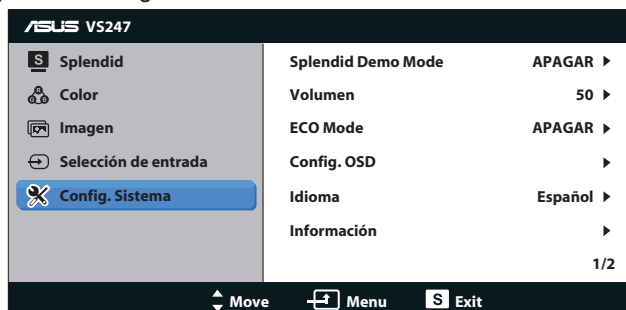 ASUS VS247
S Splendid
Color
Imagen
Selección de entrada
Config. Sistema
Splendid Demo Mode APAGAR
Volumen 50
ECO Mode APAGAR
Config. OSD
Idioma Español
Información
1/2
Move Menu S Exit